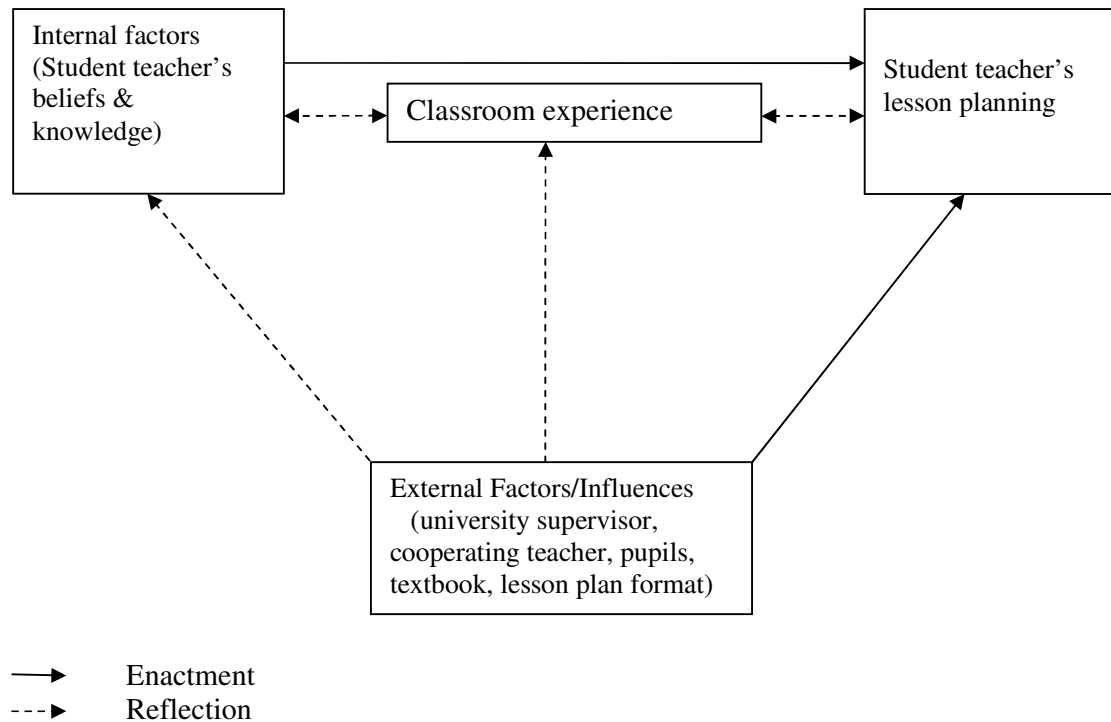 Internal factors
(Student teacher’s
beliefs &
knowledge)
Classroom experience
Student teacher’s
lesson planning
External Factors/Influences
(university supervisor,
cooperating teacher, pupils,
textbook, lesson plan format)
Enactment
Reflection